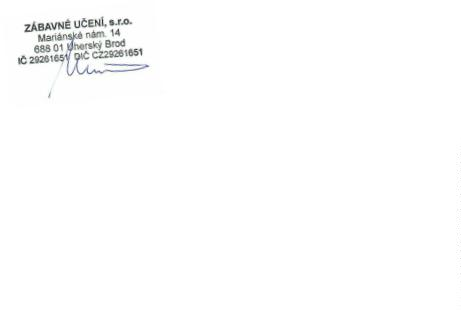 ZÁBAVNÉ UČENÍ, s.r.o.
Mariánské nám. 14
688 01 Uherský Brod
IČ 29261651 DIČ CZ29261651